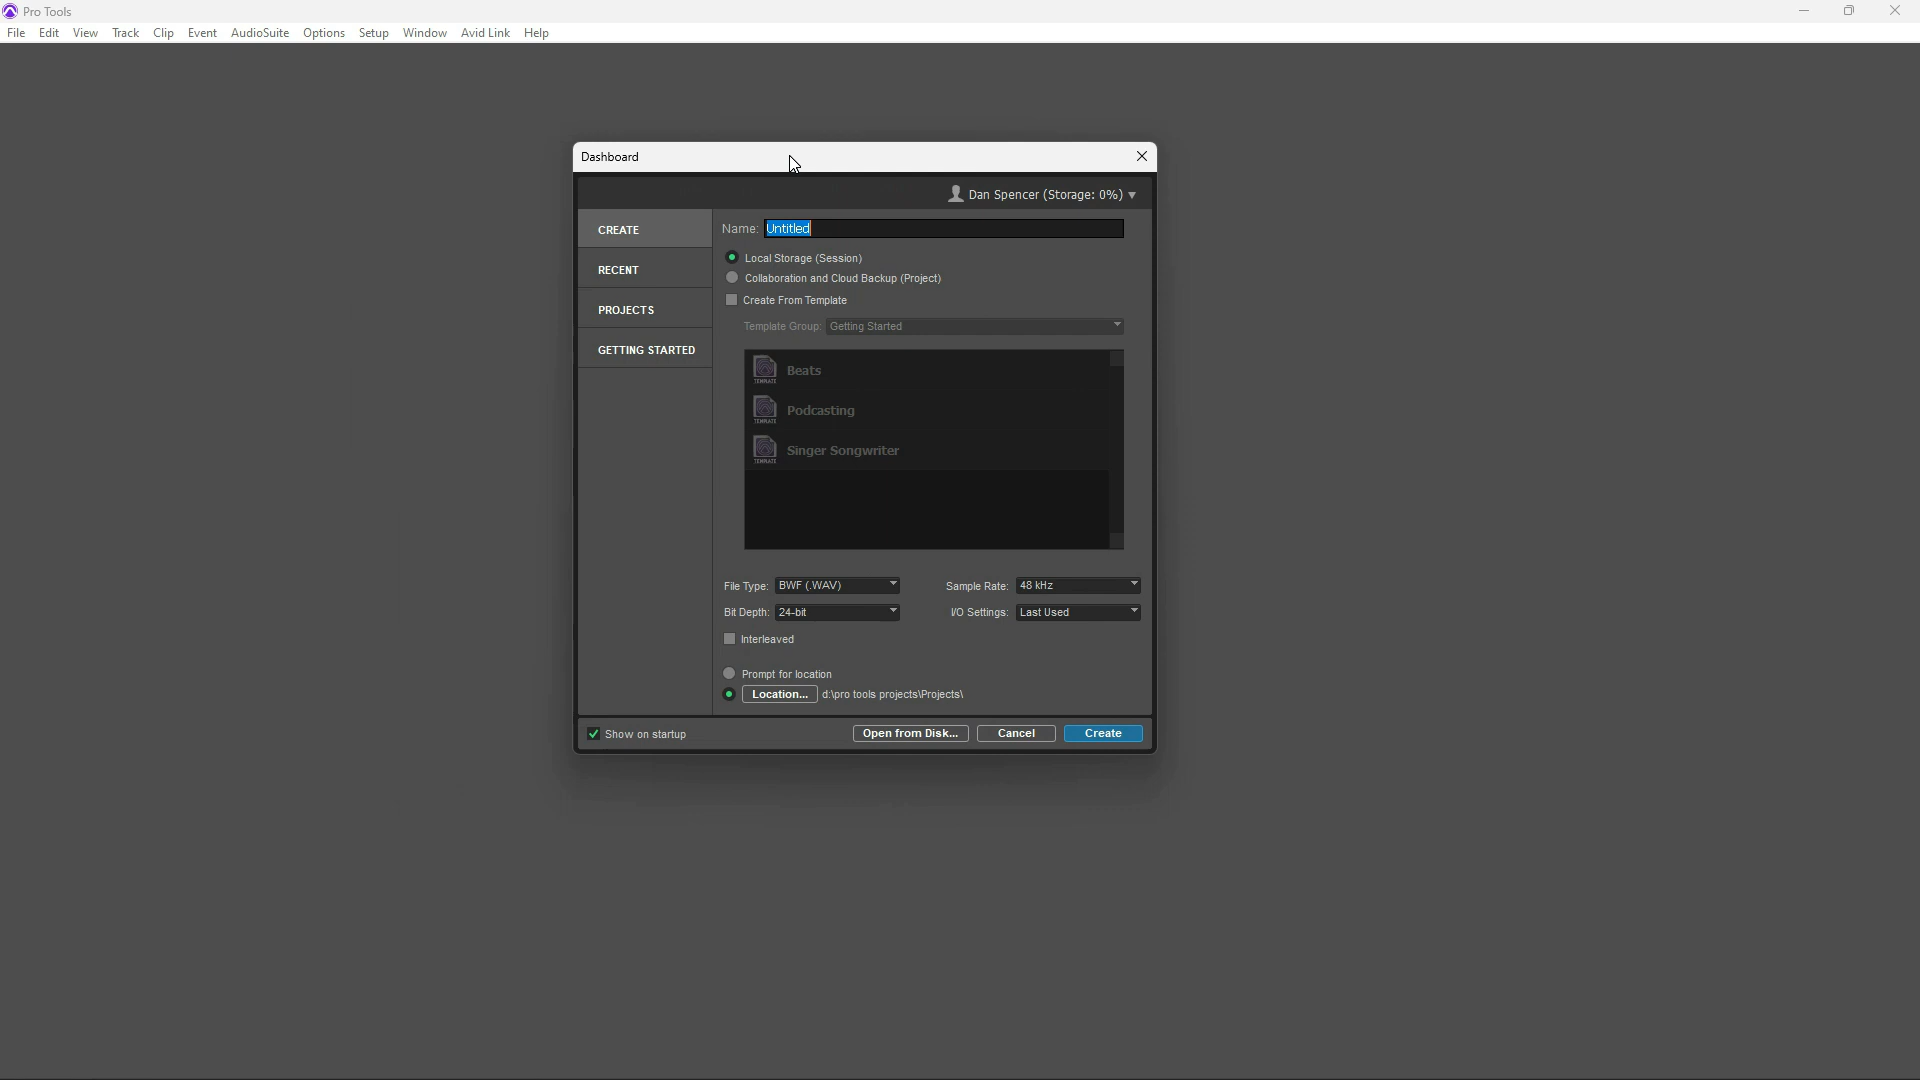 Pro Tools
File Edit View Track Clip Event AudioSuite Options Setup Window Avid Link Help
Dashboard
Dan Spencer (Storage: 0%)
CREATE
RECENT
PROJECTS
GETTING STARTED
Name: Untitled
Local Storage (Session)
Collaboration and Cloud Backup (Project)
Create From Template
Template Group: Getting Started
TEMPLATE Beats
TEMPLATE Podcasting
TEMPLATE Singer Songwriter
File Type: BWF (.WAV) Sample Rate: 48 kHz
Bit Depth: 24-bit I/O Settings: Last Used
Interleaved
Prompt for location
Location... d:\pro tools projects\Projects\
Show on startup Open from Disk... Cancel Create